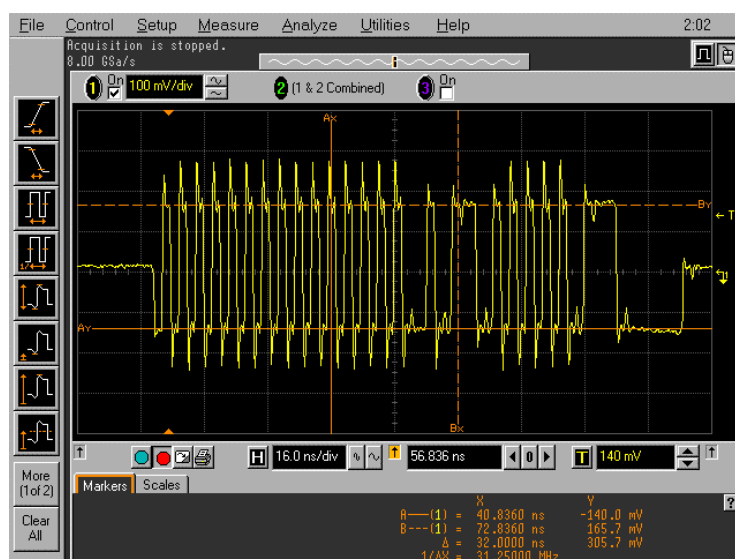 File Control Setup Measure Analyze Utilities Help 2:02
Acquisition is stopped.
8.00 GSa/s
1 On 100 mV/div 2 (1 & 2 Combined) 3 On
Ax
By
T
Ay
Bx
More
(1of 2)
Clear
All
H 16.0 ns/div 56.836 ns 0 T 140 mV
Markers Scales
X Y
A---(1) = 40.8360 ns -140.0 mV
B---(1) = 72.8360 ns 165.7 mV
Δ = 32.0000 ns 305.7 mV
1/ΔX = 31.25000 MHz
?